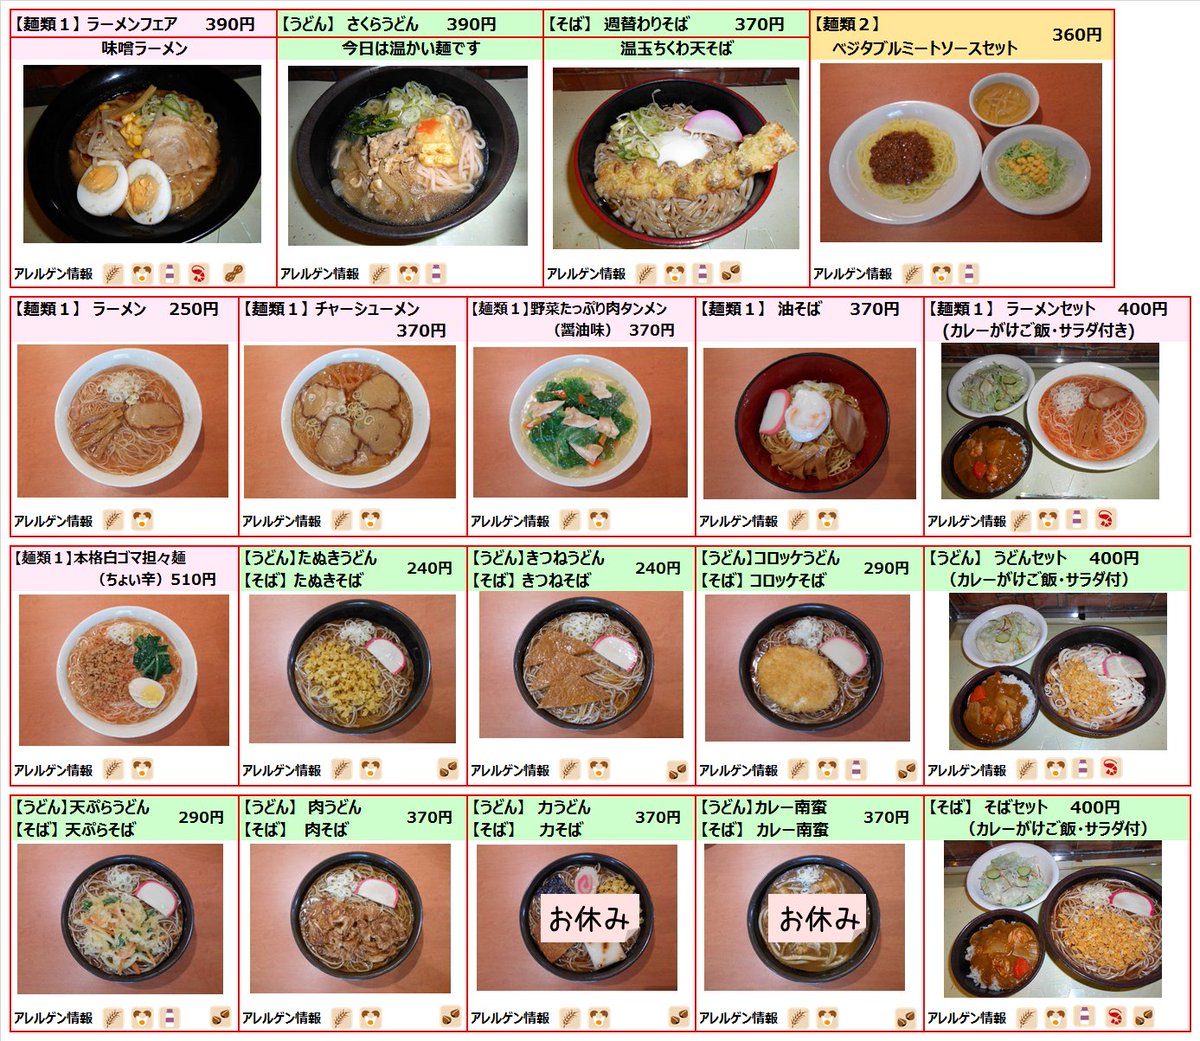 【麺類１】 ラーメンフェア 390円
味噌ラーメン
アレルゲン情報
【うどん】 さくらうどん 390円
今日は温かい麺です
アレルゲン情報
【そば】 週替わりそば 370円
温玉ちくわ天そば
アレルゲン情報
【麺類２】
ベジタブルミートソースセット 360円
アレルゲン情報
【麺類１】 ラーメン 250円
アレルゲン情報
【麺類１】 チャーシューメン
370円
アレルゲン情報
【麺類１】野菜たっぷり肉タンメン
（醤油味） 370円
アレルゲン情報
【麺類１】 油そば 370円
アレルゲン情報
【麺類１】 ラーメンセット 400円
(カレーがけご飯・サラダ付き)
アレルゲン情報
【麺類１】本格白ゴマ担々麺
（ちょい辛）510円
アレルゲン情報
【うどん】たぬきうどん
【そば】 たぬきそば 240円
アレルゲン情報
【うどん】きつねうどん
【そば】 きつねそば 240円
アレルゲン情報
【うどん】コロッケうどん
【そば】 コロッケそば 290円
アレルゲン情報
【うどん】 うどんセット 400円
（カレーがけご飯・サラダ付）
アレルゲン情報
【うどん】天ぷらうどん
【そば】 天ぷらそば 290円
アレルゲン情報
【うどん】 肉うどん
【そば】 肉そば 370円
アレルゲン情報
【うどん】 力うどん
【そば】 力そば 370円
お休み
アレルゲン情報
【うどん】カレー南蛮
【そば】 カレー南蛮 370円
お休み
アレルゲン情報
【そば】 そばセット 400円
（カレーがけご飯・サラダ付）
アレルゲン情報